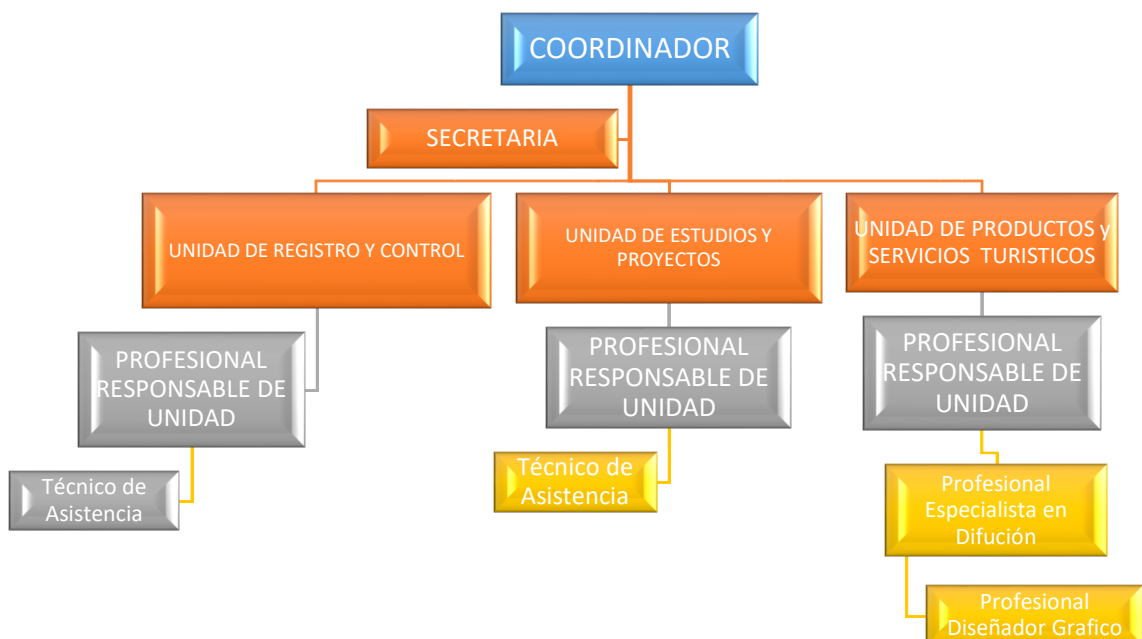 COORDINADOR
SECRETARIA
UNIDAD DE REGISTRO Y CONTROL
UNIDAD DE ESTUDIOS Y
PROYECTOS
UNIDAD DE PRODUCTOS y
SERVICIOS TURISTICOS
PROFESIONAL
RESPONSABLE DE
UNIDAD
PROFESIONAL
RESPONSABLE DE
UNIDAD
PROFESIONAL
RESPONSABLE DE
UNIDAD
Técnico de
Asistencia
Técnico de
Asistencia
Profesional
Especialista en
Difución
Profesional
Diseñador Grafico